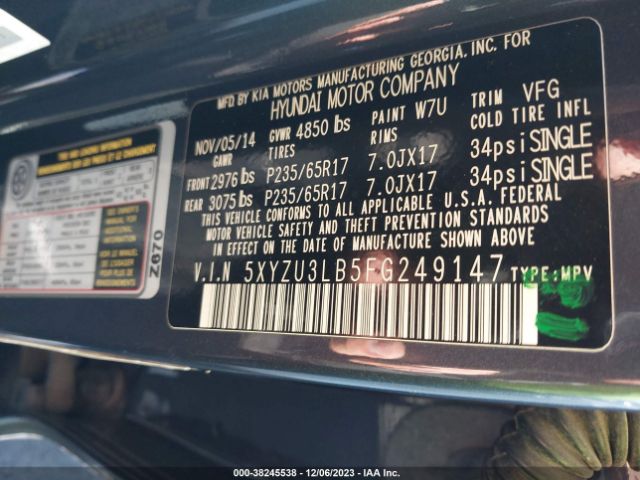 MFD.BY KIA MOTORS MANUFACTURING GEORGIA,INC.FOR
HYUNDAI MOTOR COMPANY
NOV/05/14 GVWR 4850 lbs PAINT W7U TRIM VFG
GAWR TIRES RIMS COLD TIRE INFL
FRONT 2976 lbs P235/65R17 7.0JX17 34psi SINGLE
REAR 3075 lbs P235/65R17 7.0JX17 34psi SINGLE
THIS VEHICLE CONFORMS TO ALL APPLICABLE U.S.A. FEDERAL
MOTOR VEHICLE SAFETY AND THEFT PREVENTION STANDARDS
IN EFFECT ON THE DATE OF MANUFACTURE SHOWN ABOVE.
V.I.N 5XYZU3LB5FG249147 TYPE:MPV
Z670
000-38245538 - 12/06/2023 - IAA Inc.